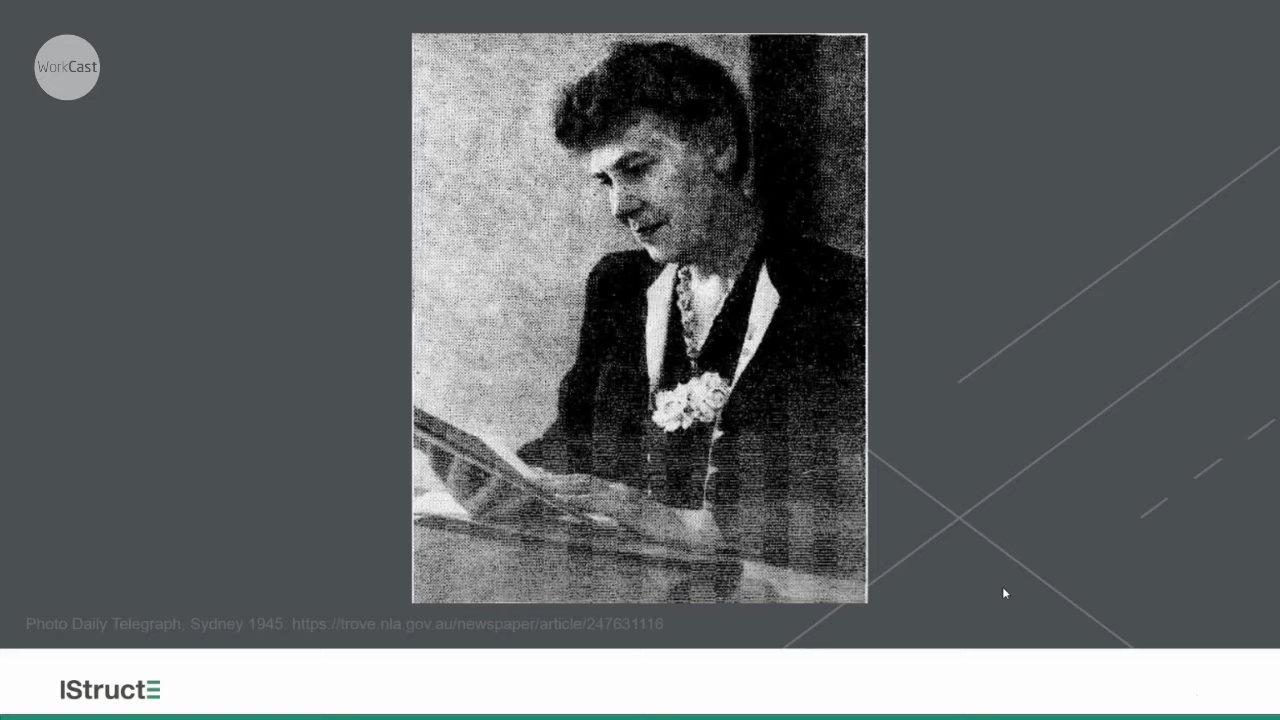 WorkCast
Photo Daily Telegraph, Sydney 1945. https://trove.nla.gov.au/newspaper/article/247631116
IStructE